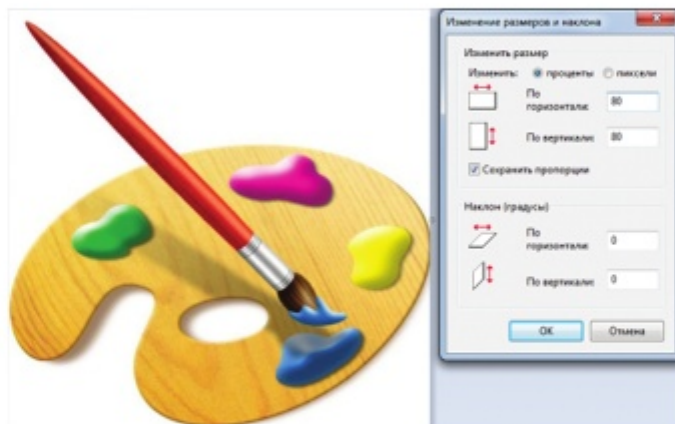 Изменение размеров и наклона
Изменить размер
Изменить:
проценты
пиксели
По
горизонтали:
80
По вертикали:
80
Сохранить пропорции
Наклон (градусы)
По
горизонтали:
0
По вертикали:
0
ОК
Отмена